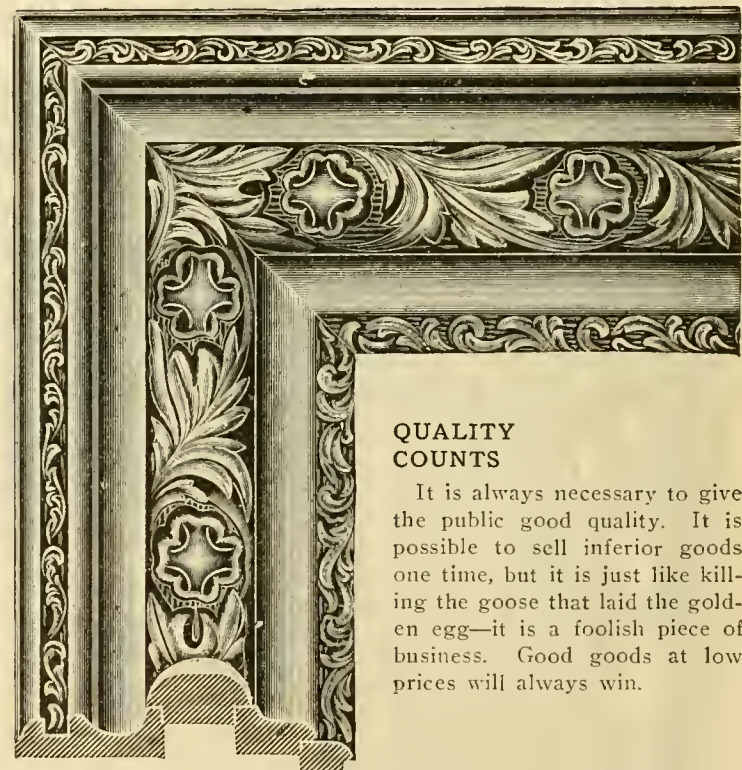 QUALITY
COUNTS
It is always necessary to give
the public good quality. It is
possible to sell inferior goods
one time, but it is just like kill-
ing the goose that laid the gold-
en egg—it is a foolish piece of
business. Good goods at low
prices will always win.